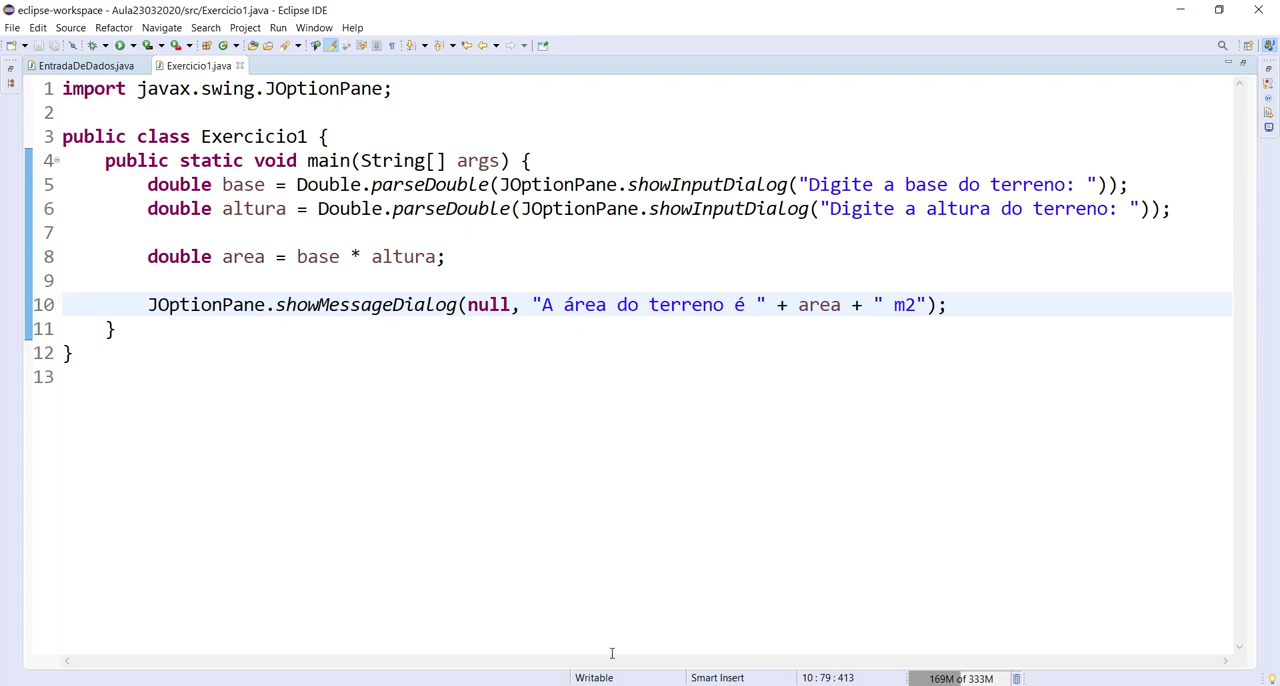 eclipse-workspace - Aula23032020/src/Exercicio1.java - Eclipse IDE
File Edit Source Refactor Navigate Search Project Run Window Help
EntradaDeDados.java Exercicio1.java
1 import javax.swing.JOptionPane;
2
3 public class Exercicio1 {
4 public static void main(String[] args) {
5 double base = Double.parseDouble(JOptionPane.showInputDialog("Digite a base do terreno: "));
6 double altura = Double.parseDouble(JOptionPane.showInputDialog("Digite a altura do terreno: "));
7
8 double area = base * altura;
9
10 JOptionPane.showMessageDialog(null, "A área do terreno é " + area + " m2");
11 }
12 }
13
Writable Smart Insert 10 : 79 : 413 169M of 333M